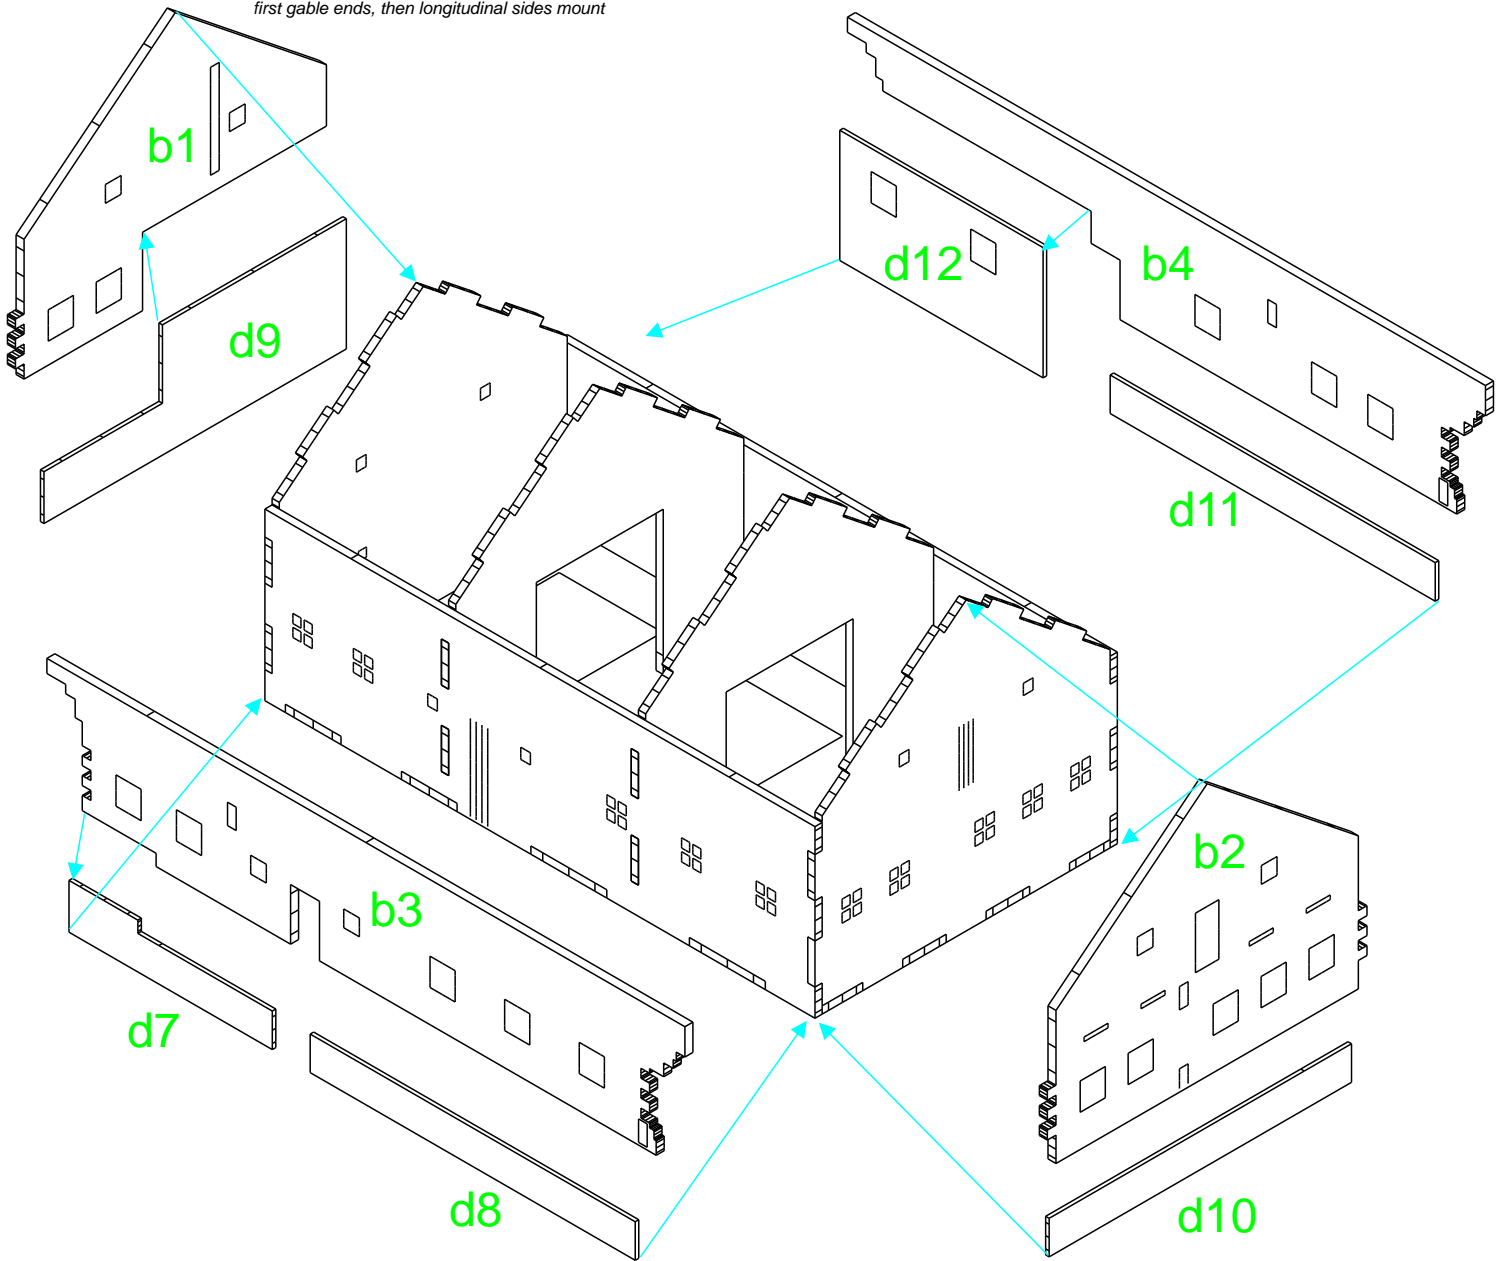 first gable ends, then longitudinal sides mount
b1
d9
d12
b4
d11
b3
d7
d8
b2
d10